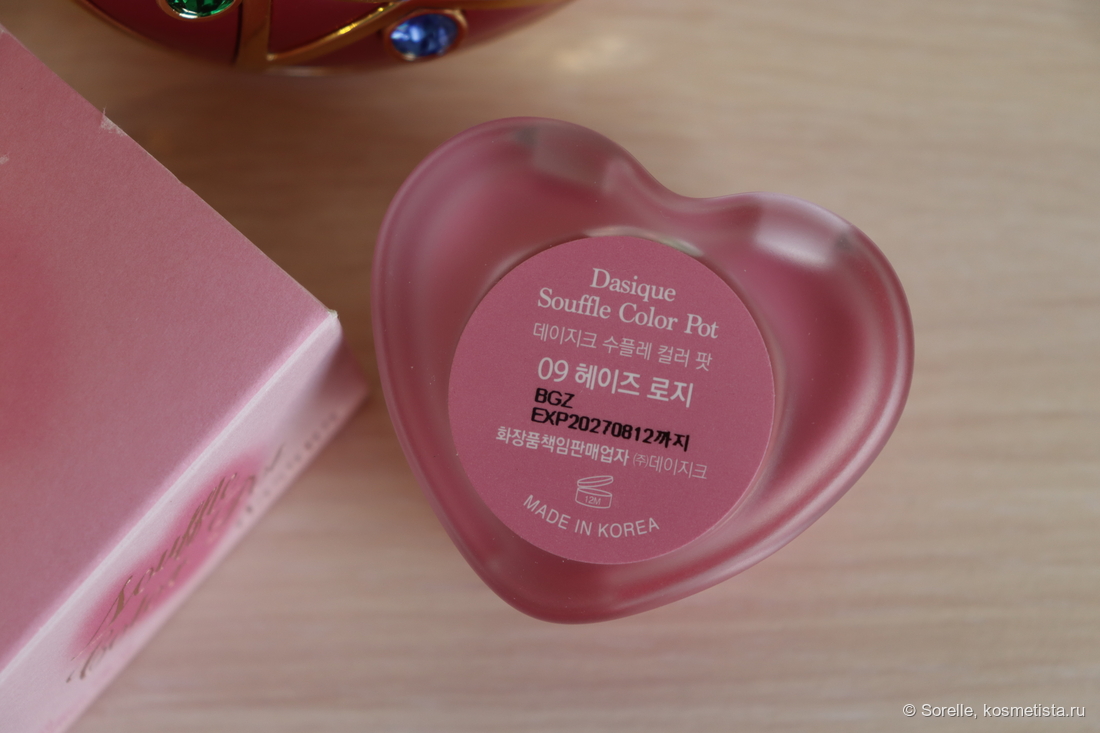 Dasique
Souffle Color Pot
데이지크 수플레 컬러 팟
09 헤이즈 로지
BGZ
EXP20270812까지
화장품책임판매업자 ㈜데이지크
12M
MADE IN KOREA
Souffle
© Sorelle, kosmetista.ru